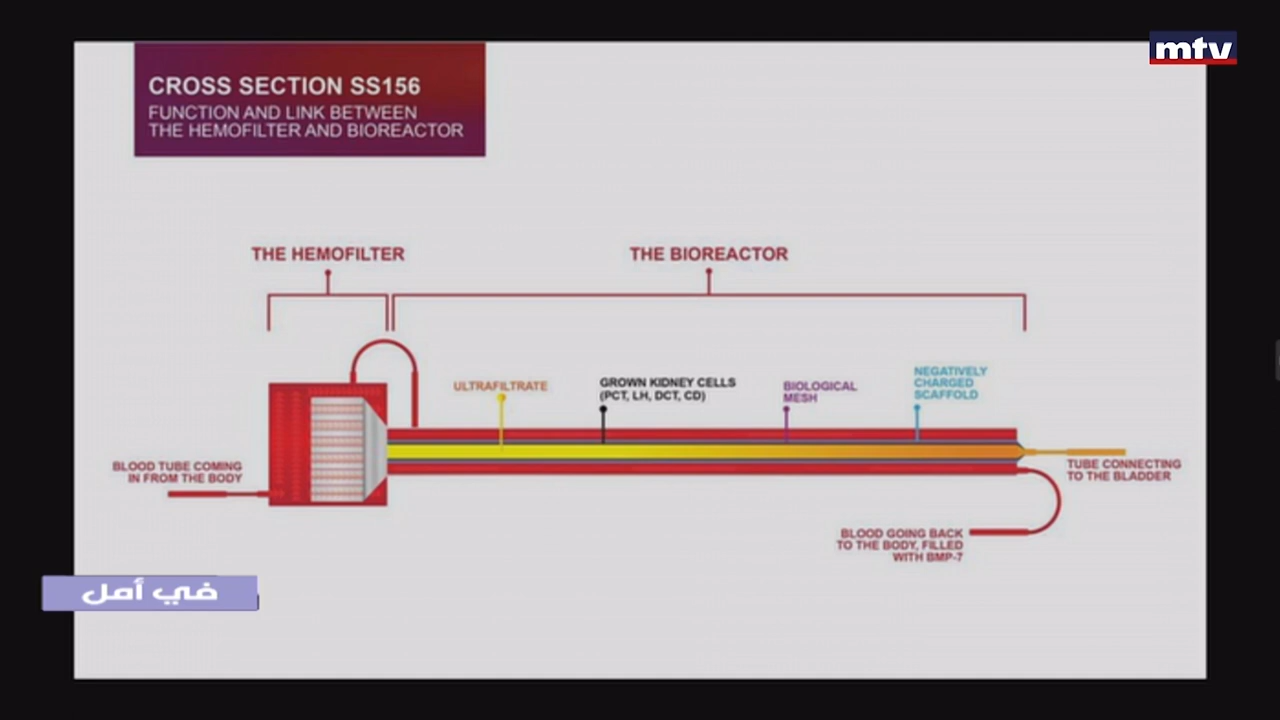 mtv
CROSS SECTION SS156
FUNCTION AND LINK BETWEEN
THE HEMOFILTER AND BIOREACTOR
THE HEMOFILTER
THE BIOREACTOR
ULTRAFILTRATE
GROWN KIDNEY CELLS
(PCT, LH, DCT, CD)
BIOLOGICAL
MESH
NEGATIVELY
CHARGED
SCAFFOLD
BLOOD TUBE COMING
IN FROM THE BODY
TUBE CONNECTING
TO THE BLADDER
BLOOD GOING BACK
TO THE BODY, FILLED
WITH BMP-7
في أمل